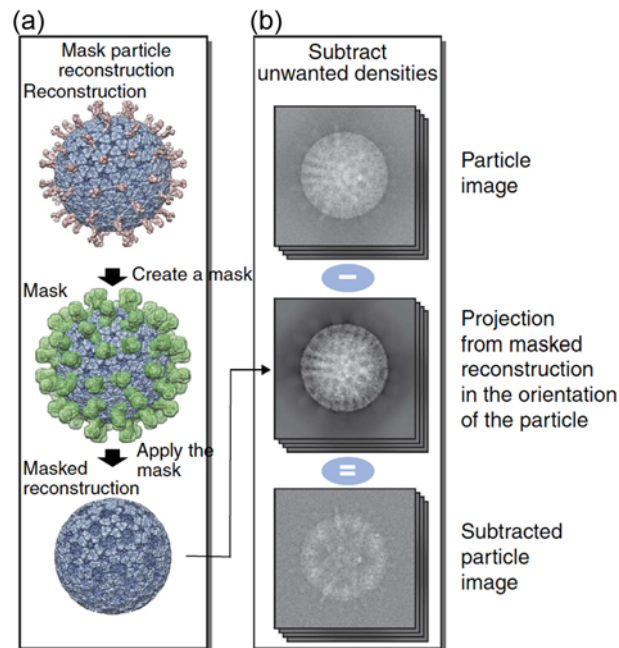 (a)
Mask particle
reconstruction
Reconstruction
Create a mask
Mask
Apply the
mask
Masked
reconstruction
(b)
Subtract
unwanted densities
Particle
image
Projection
from masked
reconstruction
in the orientation
of the particle
Subtracted
particle
image